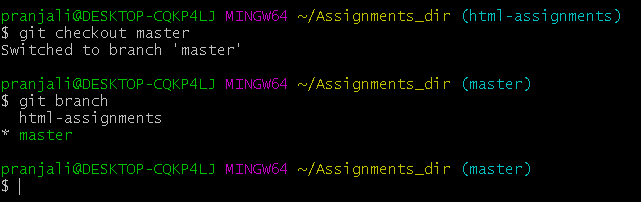 pranjali@DESKTOP-CQKP4LJ MINGW64 ~/Assignments_dir (html-assignments)
$ git checkout master
Switched to branch 'master'
pranjali@DESKTOP-CQKP4LJ MINGW64 ~/Assignments_dir (master)
$ git branch
  html-assignments
* master
pranjali@DESKTOP-CQKP4LJ MINGW64 ~/Assignments_dir (master)
$